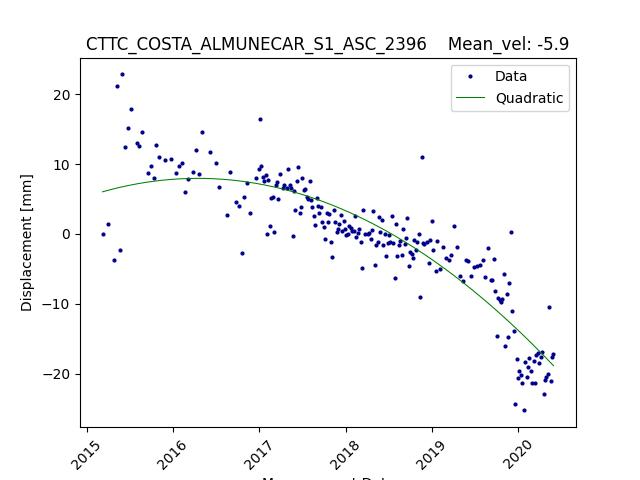 CTTC_COSTA_ALMUNECAR_S1_ASC_2396 Mean_vel: -5.9
Data
Quadratic
Displacement [mm]
20
10
0
−10
−20
2015
2016
2017
2018
2019
2020